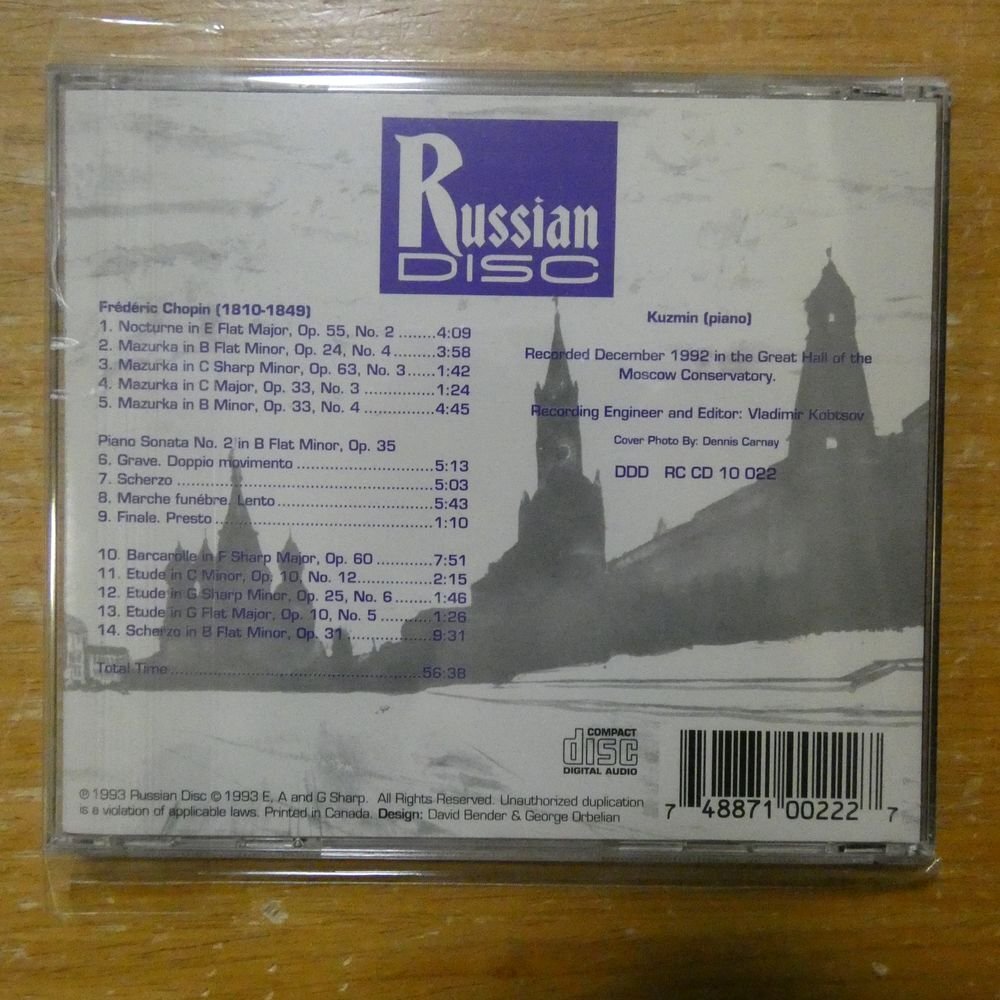 Russian
DISC
Frédéric Chopin (1810-1849)
1. Nocturne in E Flat Major, Op. 55, No. 2 ........4:09
2. Mazurka in B Flat Minor, Op. 24, No. 4 ........3:58
3. Mazurka in C Sharp Minor, Op. 63, No. 3 ......1:42
4. Mazurka in C Major, Op. 33, No. 3 ................1:24
5. Mazurka in B Minor, Op. 33, No. 4 ................4:45
Piano Sonata No. 2 in B Flat Minor, Op. 35
6. Grave. Doppio movimento ..............................5:13
7. Scherzo ..........................................................5:03
8. Marche funébre. Lento ..................................5:43
9. Finale. Presto ..................................................1:10
10. Barcarolle in F Sharp Major, Op. 60 ............7:51
11. Etude in C Minor, Op. 10, No. 12................2:15
12. Etude in G Sharp Minor, Op. 25, No. 6 ........1:46
13. Etude in G Flat Major, Op. 10, No. 5 ..........1:26
14. Scherzo in B Flat Minor, Op. 31 ..................9:31
Total Time ..........................................................56:38
Kuzmin (piano)
Recorded December 1992 in the Great Hall of the
Moscow Conservatory.
Recording Engineer and Editor: Vladimir Kobtsov
Cover Photo By: Dennis Carnay
DDD RC CD 10 022
COMPACT
disc
DIGITAL AUDIO
℗ 1993 Russian Disc © 1993 E, A and G Sharp. All Rights Reserved. Unauthorized duplication
is a violation of applicable laws. Printed in Canada. Design: David Bender & George Orbelian
7 48871 00222 7